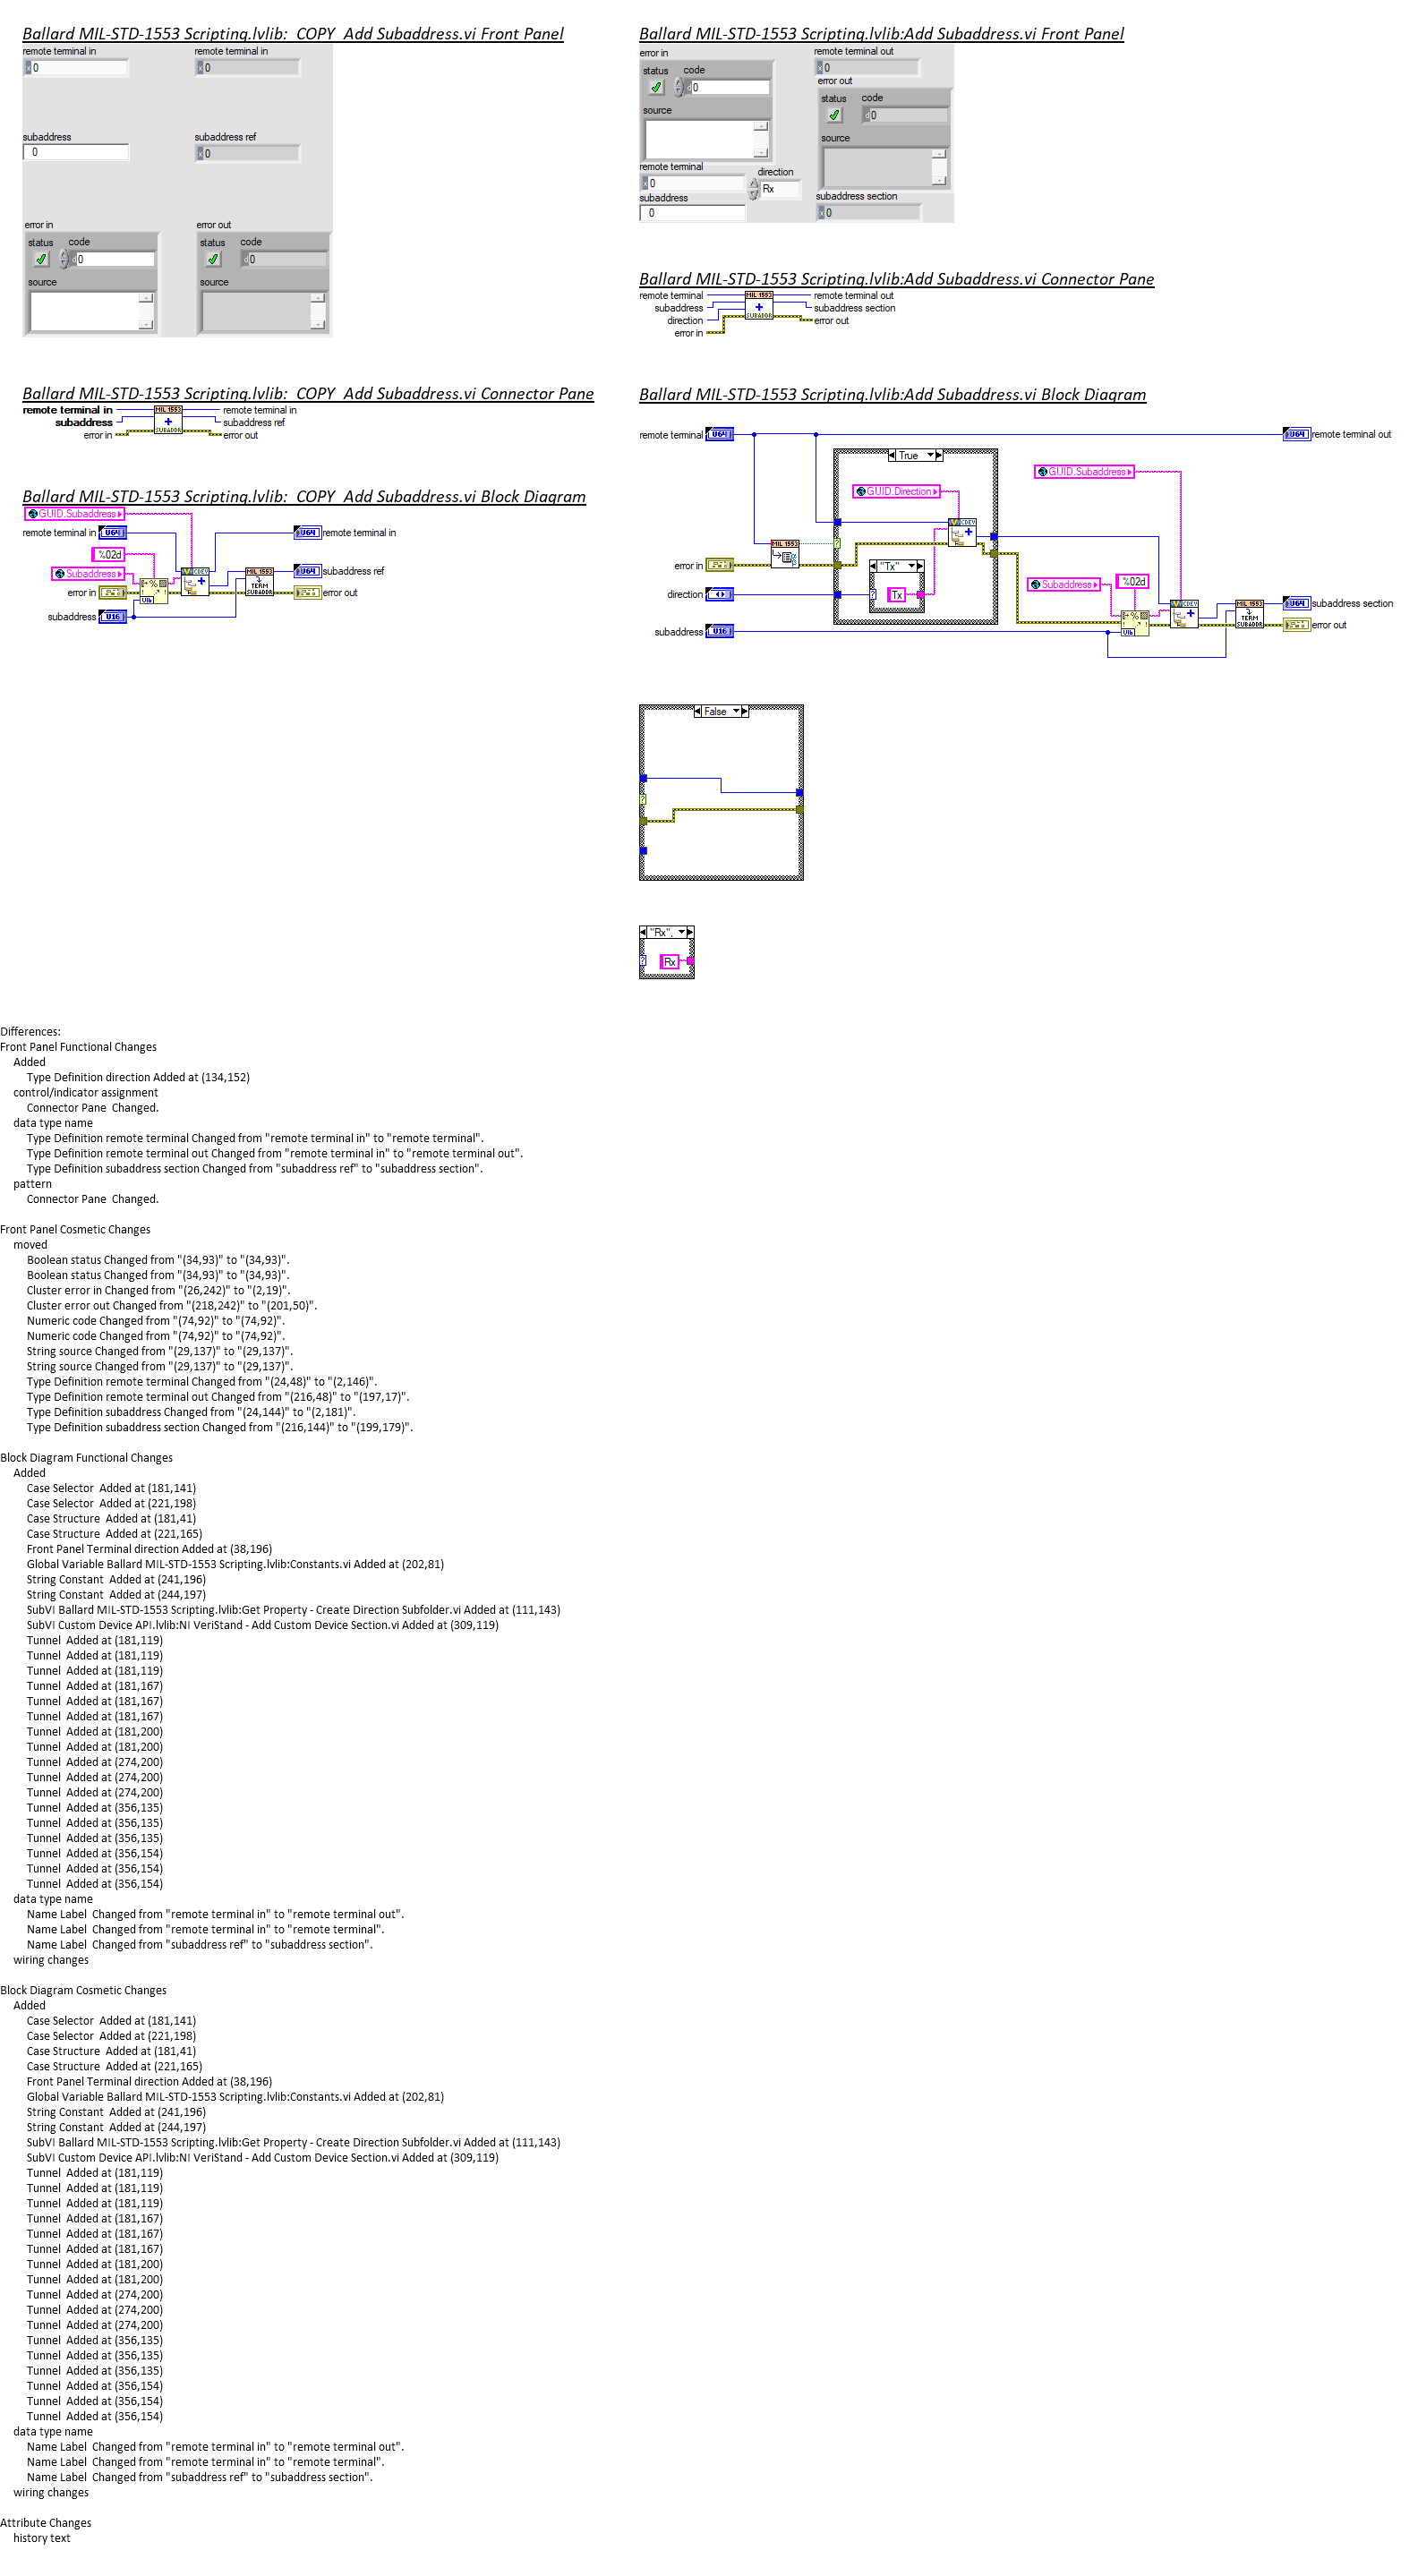 Ballard MIL-STD-1553 Scripting.lvlib:_COPY_Add Subaddress.vi Front Panel
remote terminal in
remote terminal in
x 0
x 0
subaddress
subaddress ref
0
x 0
error in
error out
status
code
status
code
d 0
d 0
source
source
Ballard MIL-STD-1553 Scripting.lvlib:_COPY_Add Subaddress.vi Connector Pane
remote terminal in
MIL 1553
remote terminal in
subaddress
subaddress ref
error in
SUBADDR
error out
Ballard MIL-STD-1553 Scripting.lvlib:_COPY_Add Subaddress.vi Block Diagram
GUID.Subaddress
remote terminal in
U64
U64
remote terminal in
%02d
Subaddress
CDEV
MIL 1553
TERM
SUBADDR
U64
subaddress ref
error in
error out
subaddress
U16
Ballard MIL-STD-1553 Scripting.lvlib:Add Subaddress.vi Front Panel
error in
remote terminal out
status
code
x 0
d 0
error out
status
code
source
d 0
source
remote terminal
direction
x 0
Rx
subaddress
subaddress section
0
x 0
Ballard MIL-STD-1553 Scripting.lvlib:Add Subaddress.vi Connector Pane
remote terminal
MIL 1553
remote terminal out
subaddress
subaddress section
direction
SUBADDR
error out
error in
Ballard MIL-STD-1553 Scripting.lvlib:Add Subaddress.vi Block Diagram
remote terminal
U64
U64
remote terminal out
True
GUID.Subaddress
GUID.Direction
CDEV
MIL 1553
error in
"Tx"
Tx
direction
Subaddress
%02d
CDEV
MIL 1553
TERM
SUBADDR
U64
subaddress section
subaddress
U16
error out
False
"Rx",
Rx
Differences:
Front Panel Functional Changes
Added
Type Definition direction Added at (134,152)
control/indicator assignment
Connector Pane  Changed.
data type name
Type Definition remote terminal Changed from "remote terminal in" to "remote terminal".
Type Definition remote terminal out Changed from "remote terminal in" to "remote terminal out".
Type Definition subaddress section Changed from "subaddress ref" to "subaddress section".
pattern
Connector Pane  Changed.
Front Panel Cosmetic Changes
moved
Boolean status Changed from "(34,93)" to "(34,93)".
Boolean status Changed from "(34,93)" to "(34,93)".
Cluster error in Changed from "(26,242)" to "(2,19)".
Cluster error out Changed from "(218,242)" to "(201,50)".
Numeric code Changed from "(74,92)" to "(74,92)".
Numeric code Changed from "(74,92)" to "(74,92)".
String source Changed from "(29,137)" to "(29,137)".
String source Changed from "(29,137)" to "(29,137)".
Type Definition remote terminal Changed from "(24,48)" to "(2,146)".
Type Definition remote terminal out Changed from "(216,48)" to "(197,17)".
Type Definition subaddress Changed from "(24,144)" to "(2,181)".
Type Definition subaddress section Changed from "(216,144)" to "(199,179)".
Block Diagram Functional Changes
Added
Case Selector  Added at (181,141)
Case Selector  Added at (221,198)
Case Structure  Added at (181,41)
Case Structure  Added at (221,165)
Front Panel Terminal direction Added at (38,196)
Global Variable Ballard MIL-STD-1553 Scripting.lvlib:Constants.vi Added at (202,81)
String Constant  Added at (241,196)
String Constant  Added at (244,197)
SubVI Ballard MIL-STD-1553 Scripting.lvlib:Get Property - Create Direction Subfolder.vi Added at (111,143)
SubVI Custom Device API.lvlib:NI VeriStand - Add Custom Device Section.vi Added at (309,119)
Tunnel  Added at (181,119)
Tunnel  Added at (181,119)
Tunnel  Added at (181,119)
Tunnel  Added at (181,167)
Tunnel  Added at (181,167)
Tunnel  Added at (181,167)
Tunnel  Added at (181,200)
Tunnel  Added at (181,200)
Tunnel  Added at (274,200)
Tunnel  Added at (274,200)
Tunnel  Added at (274,200)
Tunnel  Added at (356,135)
Tunnel  Added at (356,135)
Tunnel  Added at (356,135)
Tunnel  Added at (356,154)
Tunnel  Added at (356,154)
Tunnel  Added at (356,154)
data type name
Name Label  Changed from "remote terminal in" to "remote terminal out".
Name Label  Changed from "remote terminal in" to "remote terminal".
Name Label  Changed from "subaddress ref" to "subaddress section".
wiring changes
Block Diagram Cosmetic Changes
Added
Case Selector  Added at (181,141)
Case Selector  Added at (221,198)
Case Structure  Added at (181,41)
Case Structure  Added at (221,165)
Front Panel Terminal direction Added at (38,196)
Global Variable Ballard MIL-STD-1553 Scripting.lvlib:Constants.vi Added at (202,81)
String Constant  Added at (241,196)
String Constant  Added at (244,197)
SubVI Ballard MIL-STD-1553 Scripting.lvlib:Get Property - Create Direction Subfolder.vi Added at (111,143)
SubVI Custom Device API.lvlib:NI VeriStand - Add Custom Device Section.vi Added at (309,119)
Tunnel  Added at (181,119)
Tunnel  Added at (181,119)
Tunnel  Added at (181,119)
Tunnel  Added at (181,167)
Tunnel  Added at (181,167)
Tunnel  Added at (181,167)
Tunnel  Added at (181,200)
Tunnel  Added at (181,200)
Tunnel  Added at (274,200)
Tunnel  Added at (274,200)
Tunnel  Added at (274,200)
Tunnel  Added at (356,135)
Tunnel  Added at (356,135)
Tunnel  Added at (356,135)
Tunnel  Added at (356,154)
Tunnel  Added at (356,154)
Tunnel  Added at (356,154)
data type name
Name Label  Changed from "remote terminal in" to "remote terminal out".
Name Label  Changed from "remote terminal in" to "remote terminal".
Name Label  Changed from "subaddress ref" to "subaddress section".
wiring changes
Attribute Changes
history text